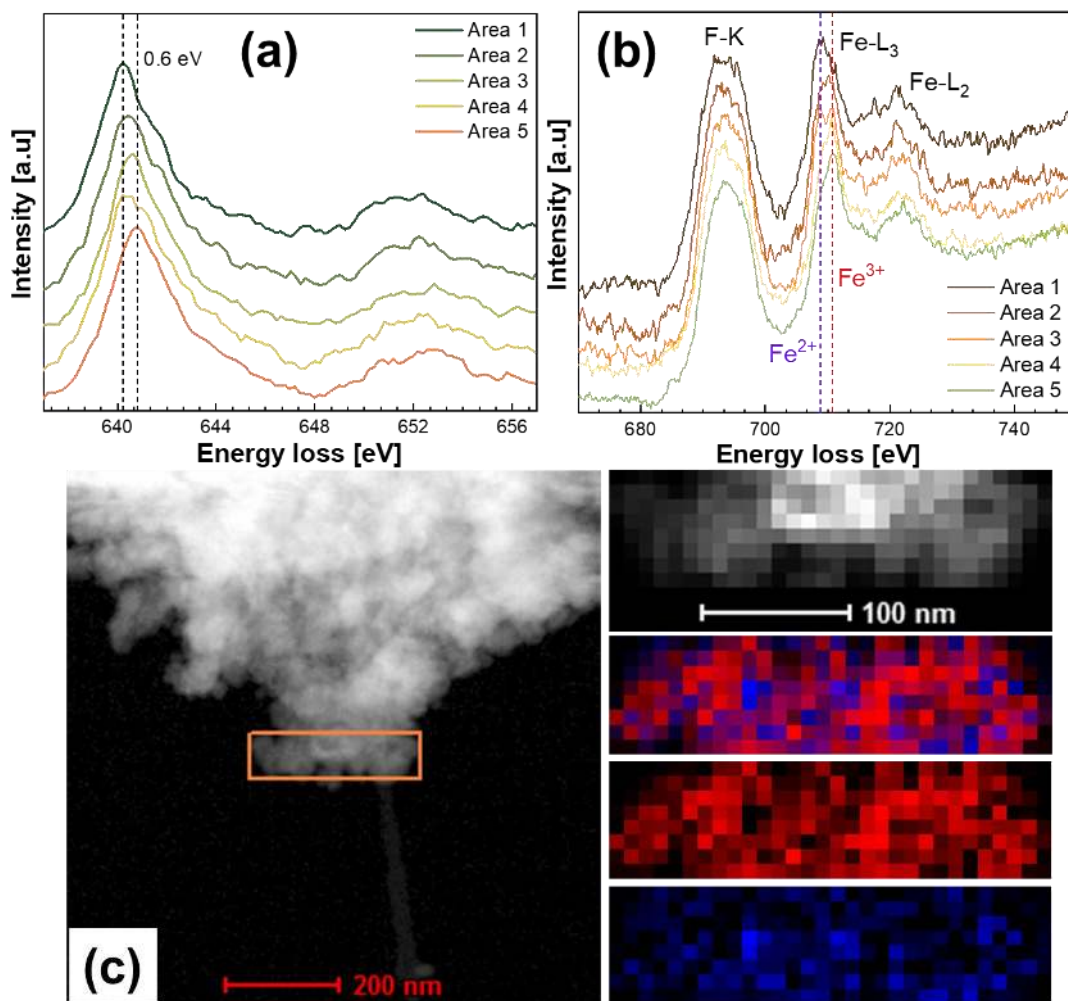 (a)
0.6 eV
Area 1
Area 2
Area 3
Area 4
Area 5
Intensity [a.u]
640
644
648
652
656
Energy loss [eV]
(b)
F-K
Fe-L3
Fe-L2
Fe3+
Fe2+
Area 1
Area 2
Area 3
Area 4
Area 5
Intensity [a.u]
680
700
720
740
Energy loss [eV]
(c)
200 nm
100 nm